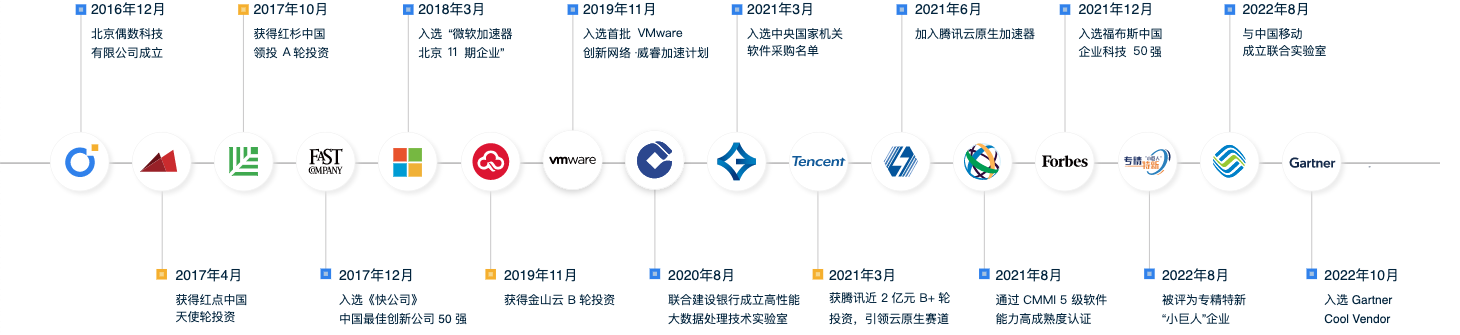 2016年12月
北京偶数科技
有限公司成立
2017年10月
获得红杉中国
领投 A 轮投资
2018年3月
入选 “微软加速器
北京 11 期企业”
2019年11月
入选首批 VMware
创新网络·威睿加速计划
2021年3月
入选中央国家机关
软件采购名单
2021年6月
加入腾讯云原生加速器
2021年12月
入选福布斯中国
企业科技 50 强
2022年8月
与中国移动
成立联合实验室
FAST
COMPANY
vmware
Tencent
Forbes
专精
特新
Gartner
2017年4月
获得红点中国
天使轮投资
2017年12月
入选《快公司》
中国最佳创新公司 50 强
2019年11月
获得金山云 B 轮投资
2020年8月
联合建设银行成立高性能
大数据处理技术实验室
2021年3月
获腾讯近 2 亿元 B+ 轮
投资，引领云原生赛道
2021年8月
通过 CMMI 5 级软件
能力高成熟度认证
2022年8月
被评为专精特新
“小巨人”企业
2022年10月
入选 Gartner
Cool Vendor